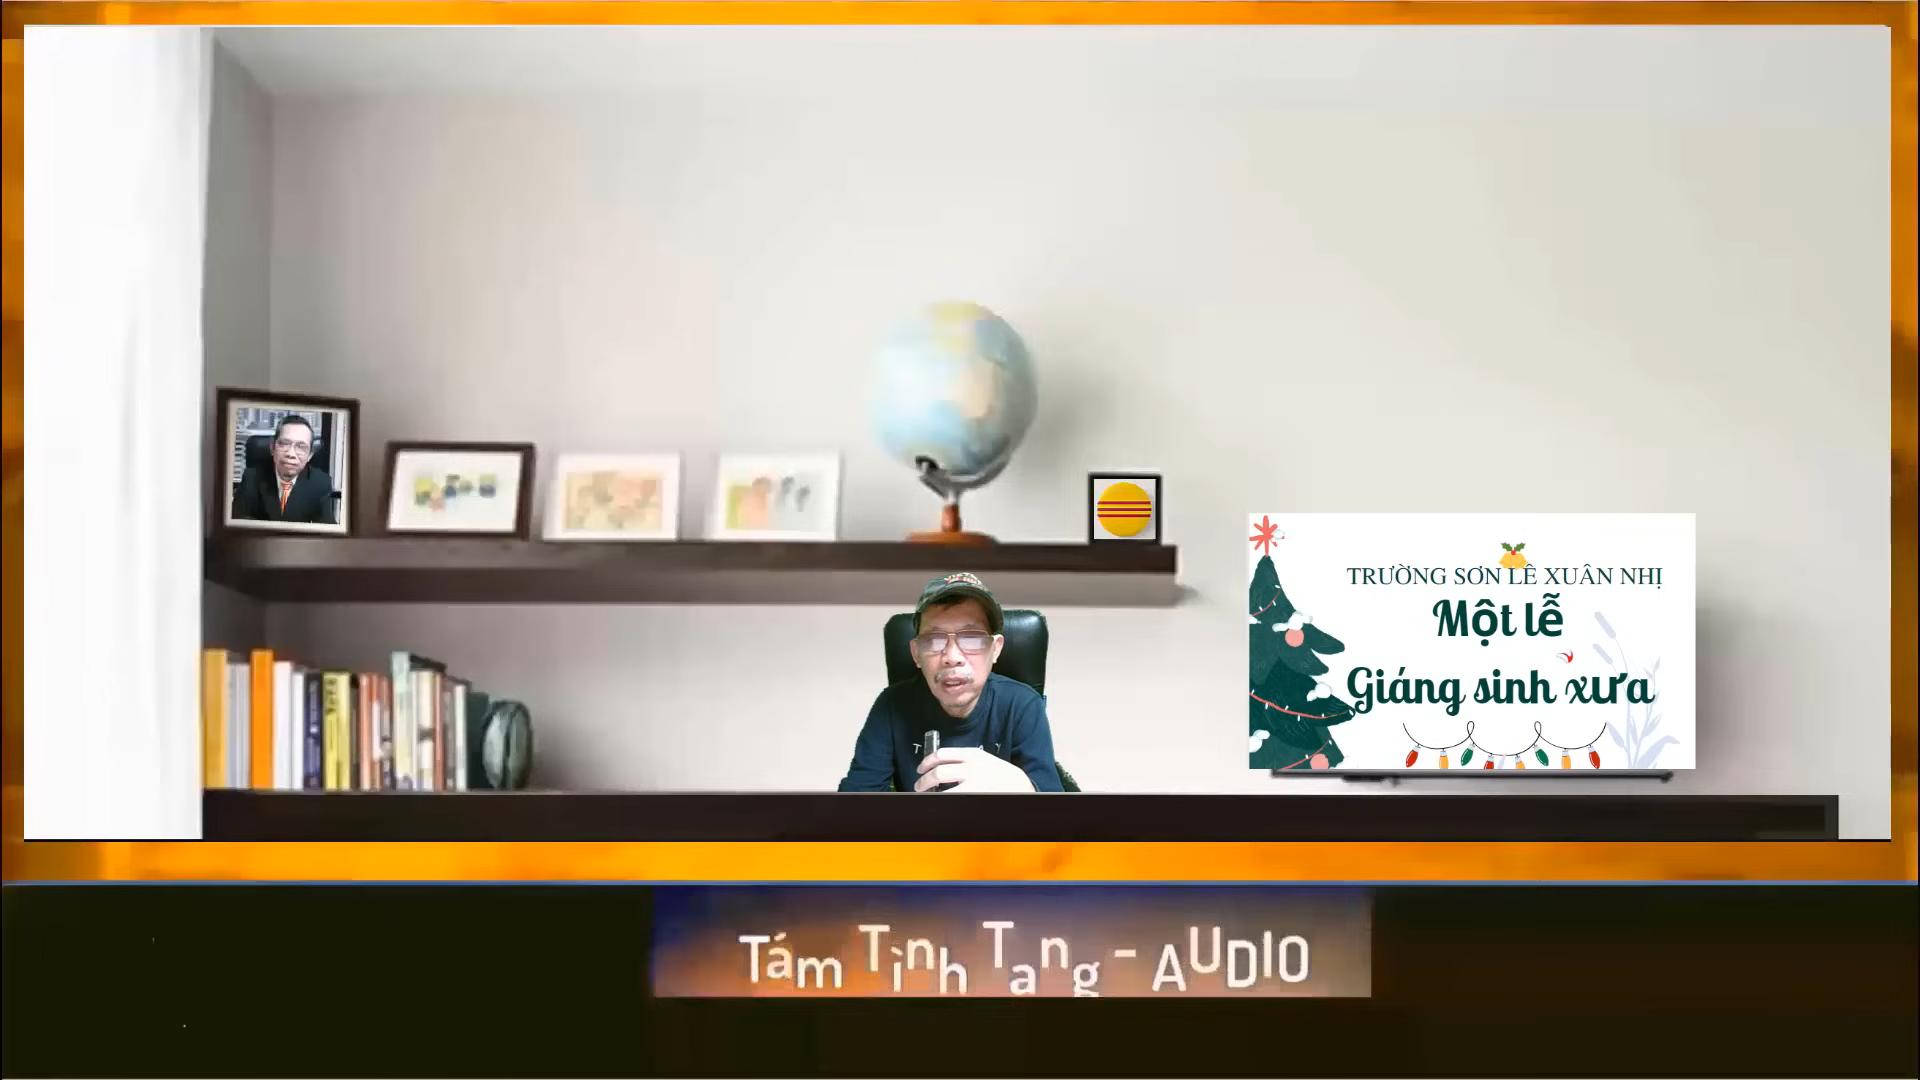 TRƯỜNG SƠN LÊ XUÂN NHỊ
Một lễ
Giáng sinh xưa
Tám Tình Tang - AUDIO